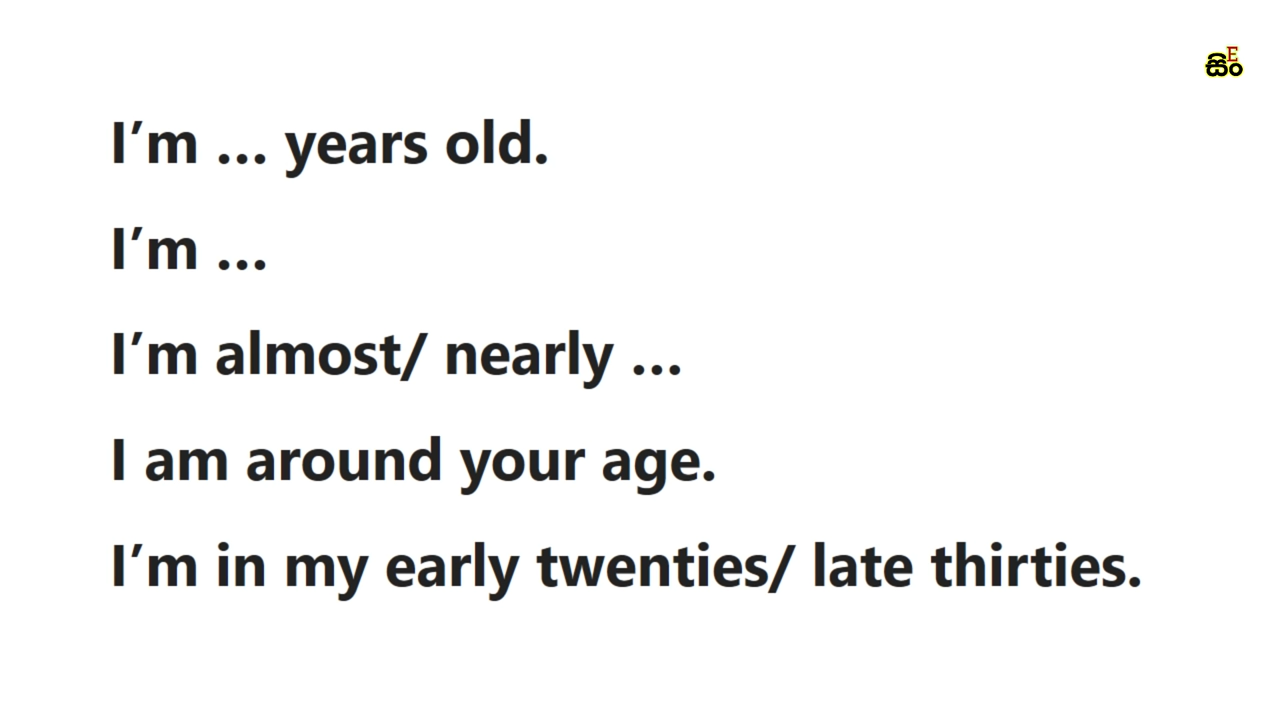 සිංE
I’m … years old.
I’m …
I’m almost/ nearly …
I am around your age.
I’m in my early twenties/ late thirties.